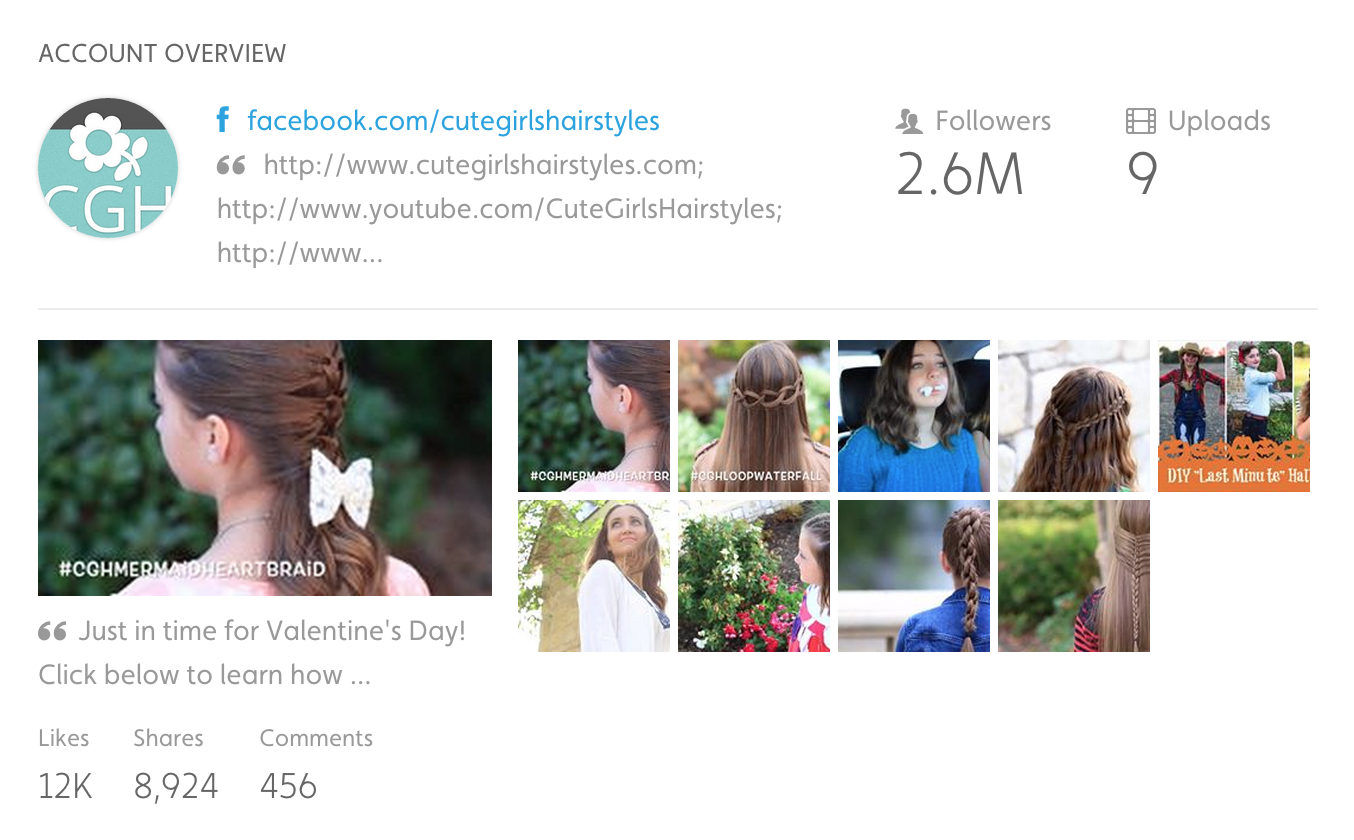 ACCOUNT OVERVIEW
CGH
facebook.com/cutegirlshairstyles
http://www.cutegirlshairstyles.com;
http://www.youtube.com/CuteGirlsHairstyles;
http://www...
Followers
2.6M
Uploads
9
#CGHMERMAiDHEARTBRAiD
“ Just in time for Valentine's Day!
Click below to learn how ...
Likes
12K
Shares
8,924
Comments
456
#CGHMERMAiDHEARTBR
#CGHLOOPWATERFALL
DIY "Last Minute" Hal